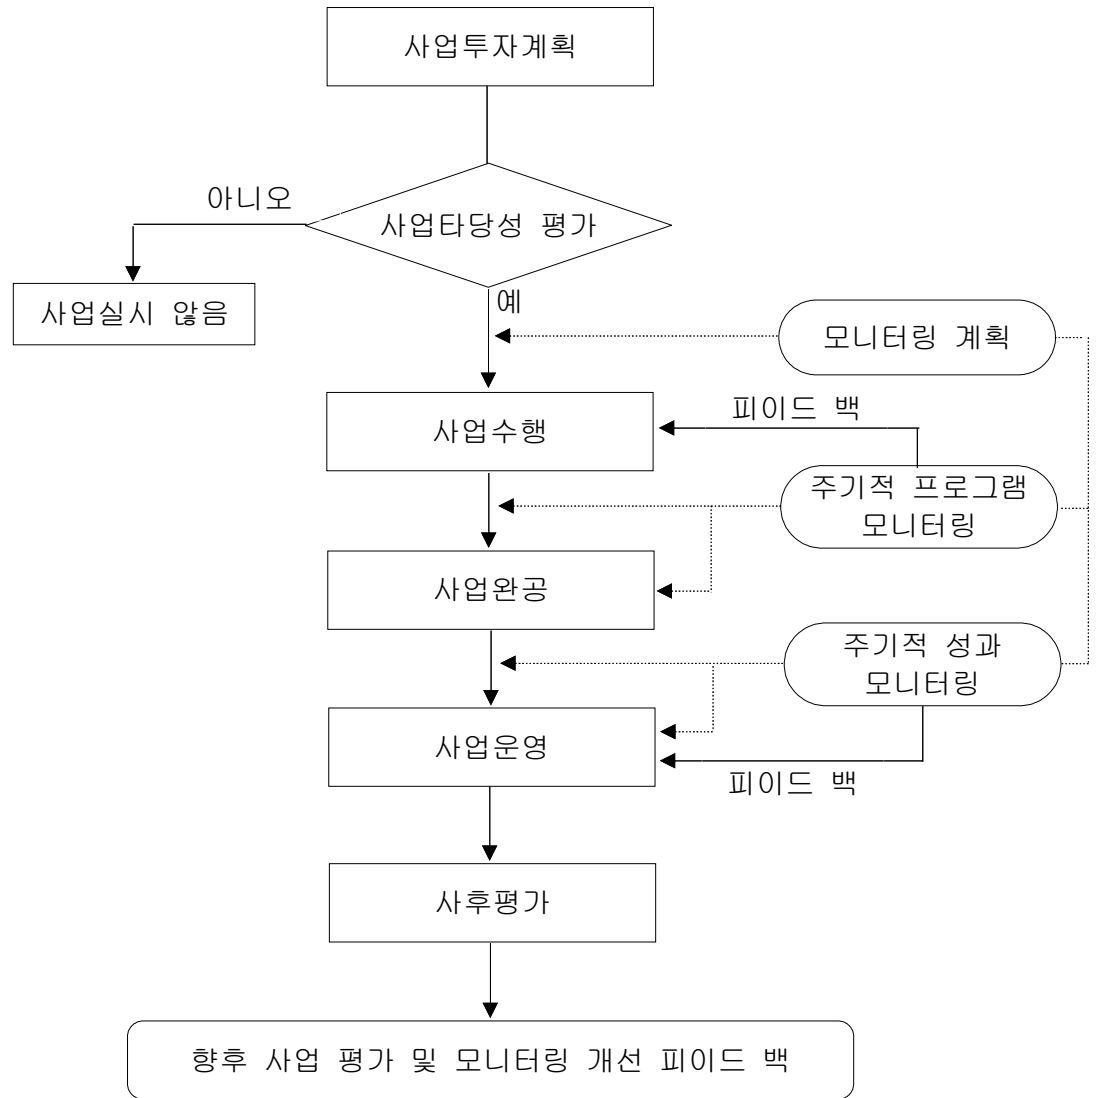 사업투자계획
아니오
사업타당성 평가
사업실시 않음
예
모니터링 계획
피이드 백
사업수행
주기적 프로그램
모니터링
사업완공
주기적 성과
모니터링
사업운영
피이드 백
사후평가
향후 사업 평가 및 모니터링 개선 피이드 백